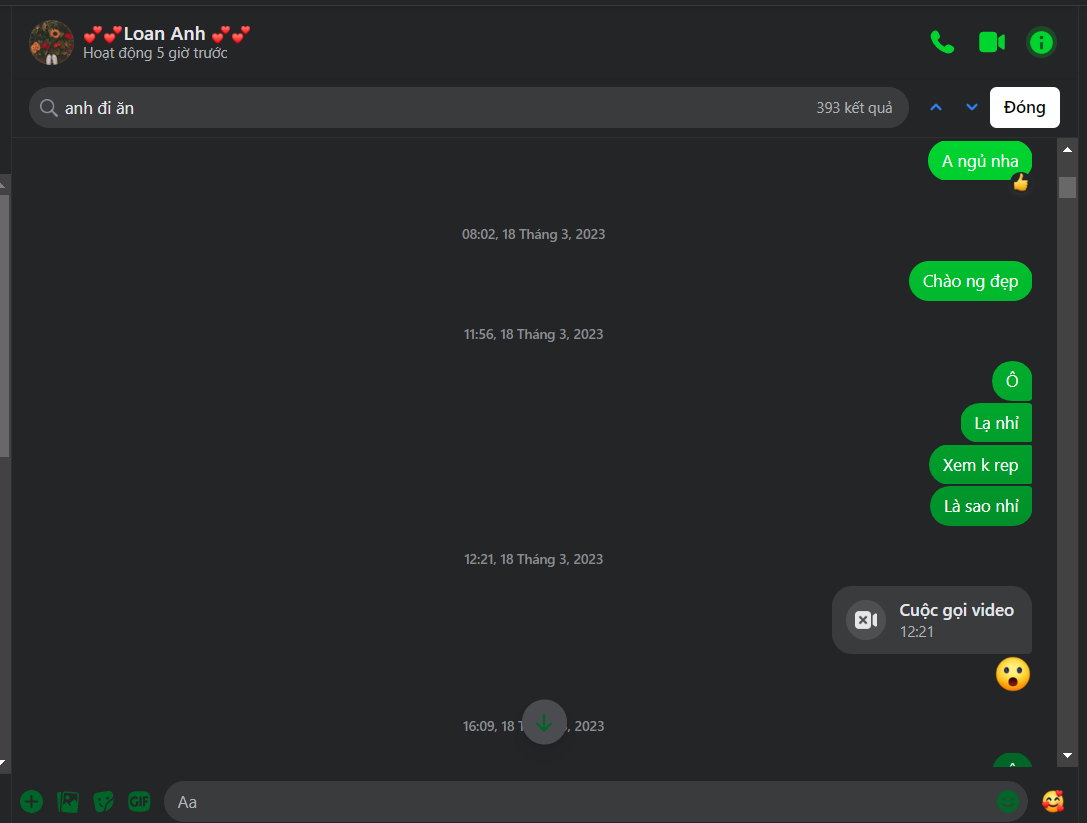 💕💕Loan Anh 💕💕
Hoạt động 5 giờ trước
anh đi ăn
393 kết quả
Đóng
A ngủ nha
08:02, 18 Tháng 3, 2023
Chào ng đẹp
11:56, 18 Tháng 3, 2023
Ô
Lạ nhỉ
Xem k rep
Là sao nhỉ
12:21, 18 Tháng 3, 2023
Cuộc gọi video
12:21
16:09, 18 , 2023
GIF
Aa